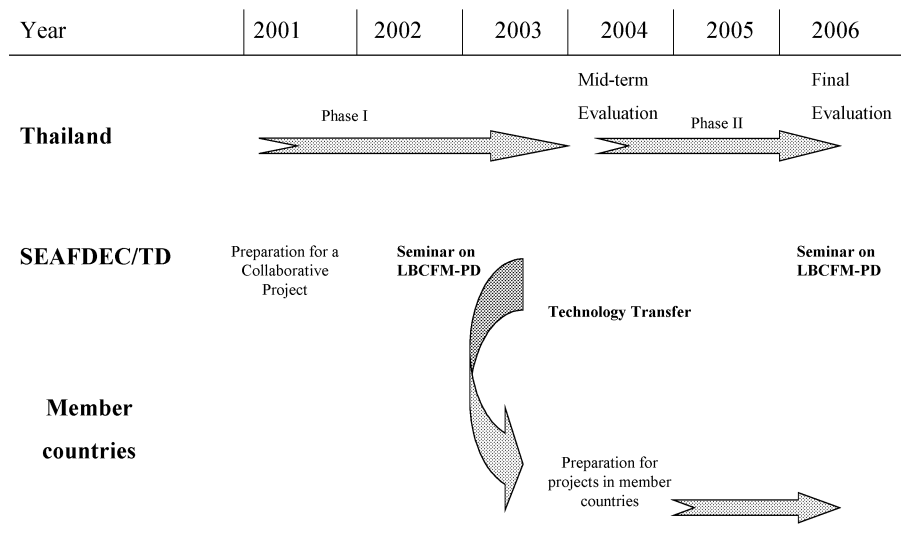 Year 2001 2002 2003 2004 2005 2006
Mid-term
Evaluation
Final
Evaluation
Thailand
Phase I
Phase II
SEAFDEC/TD
Preparation for a
Collaborative
Project
Seminar on
LBCFM-PD
Seminar on
LBCFM-PD
Technology Transfer
Member
countries
Preparation for
projects in member
countries